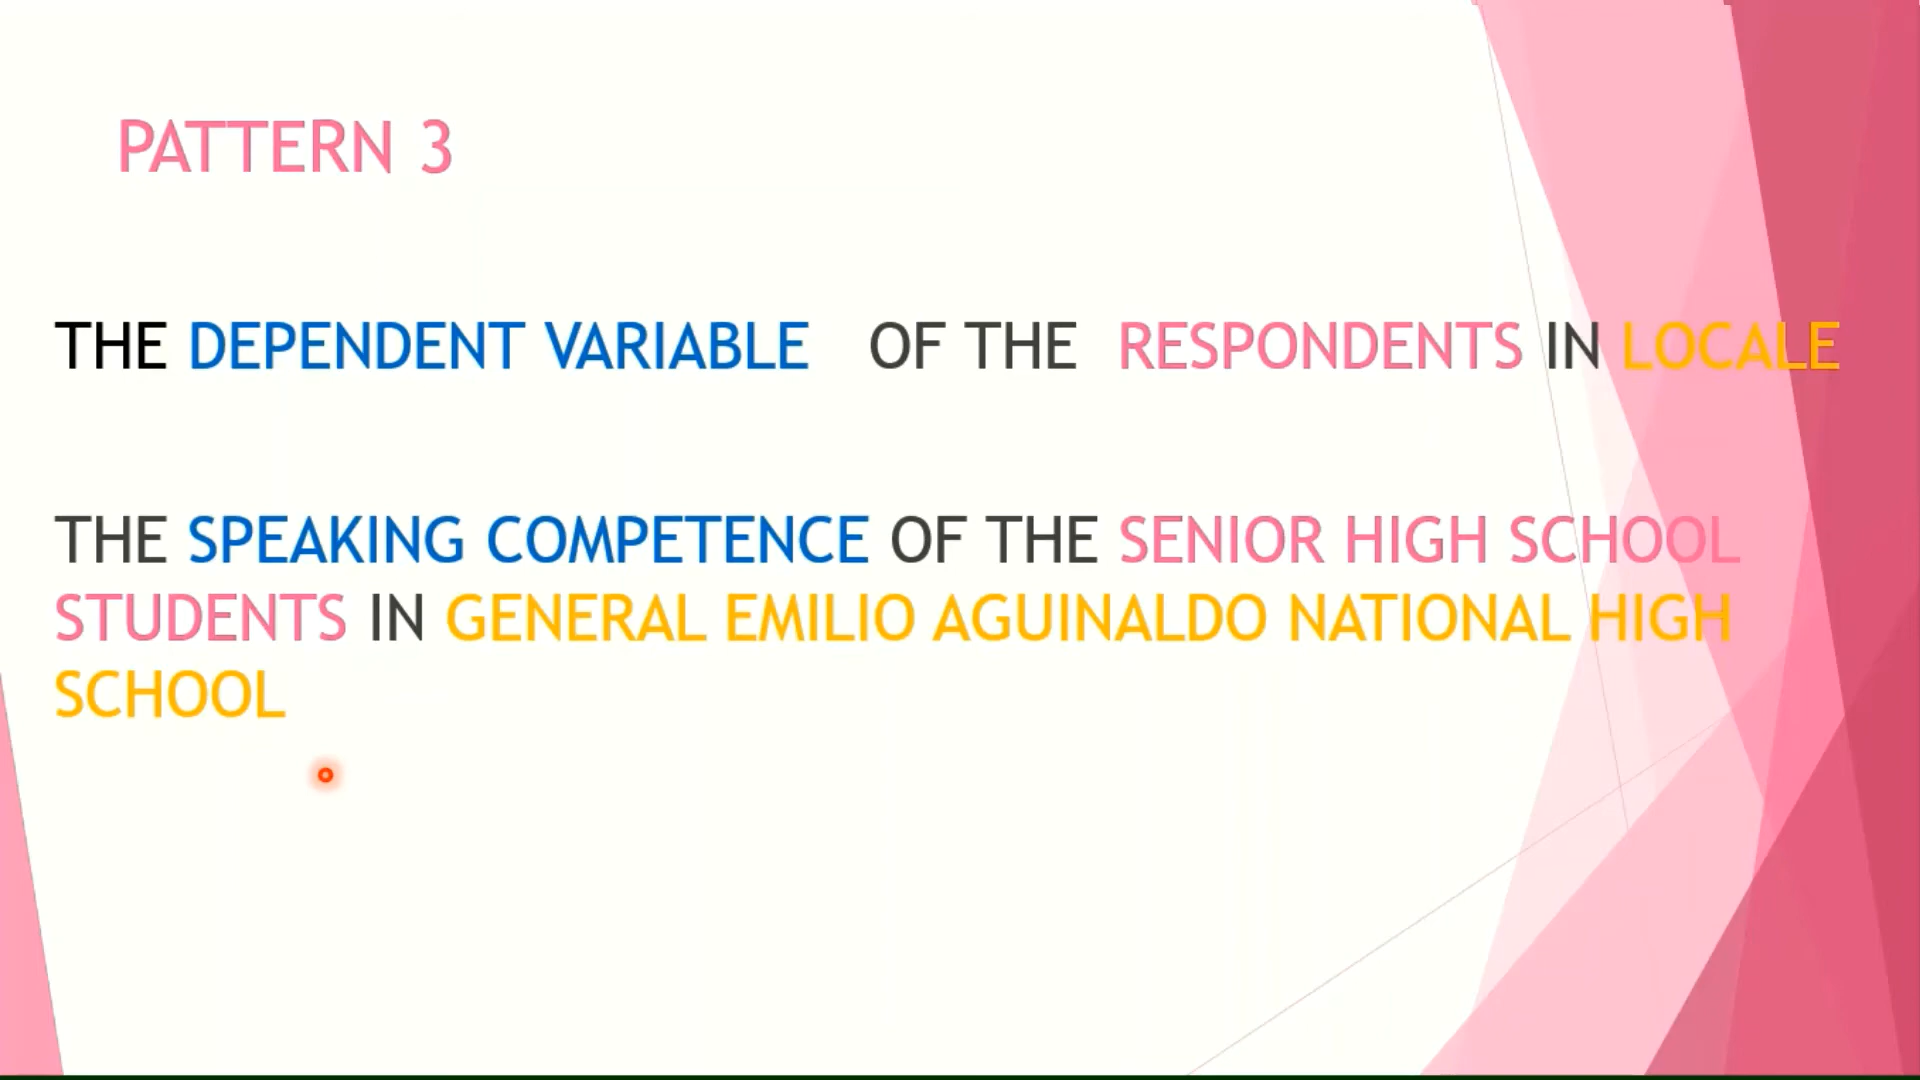 PATTERN 3
THE DEPENDENT VARIABLE OF THE RESPONDENTS IN LOCALE
THE SPEAKING COMPETENCE OF THE SENIOR HIGH SCHOOL
STUDENTS IN GENERAL EMILIO AGUINALDO NATIONAL HIGH
SCHOOL